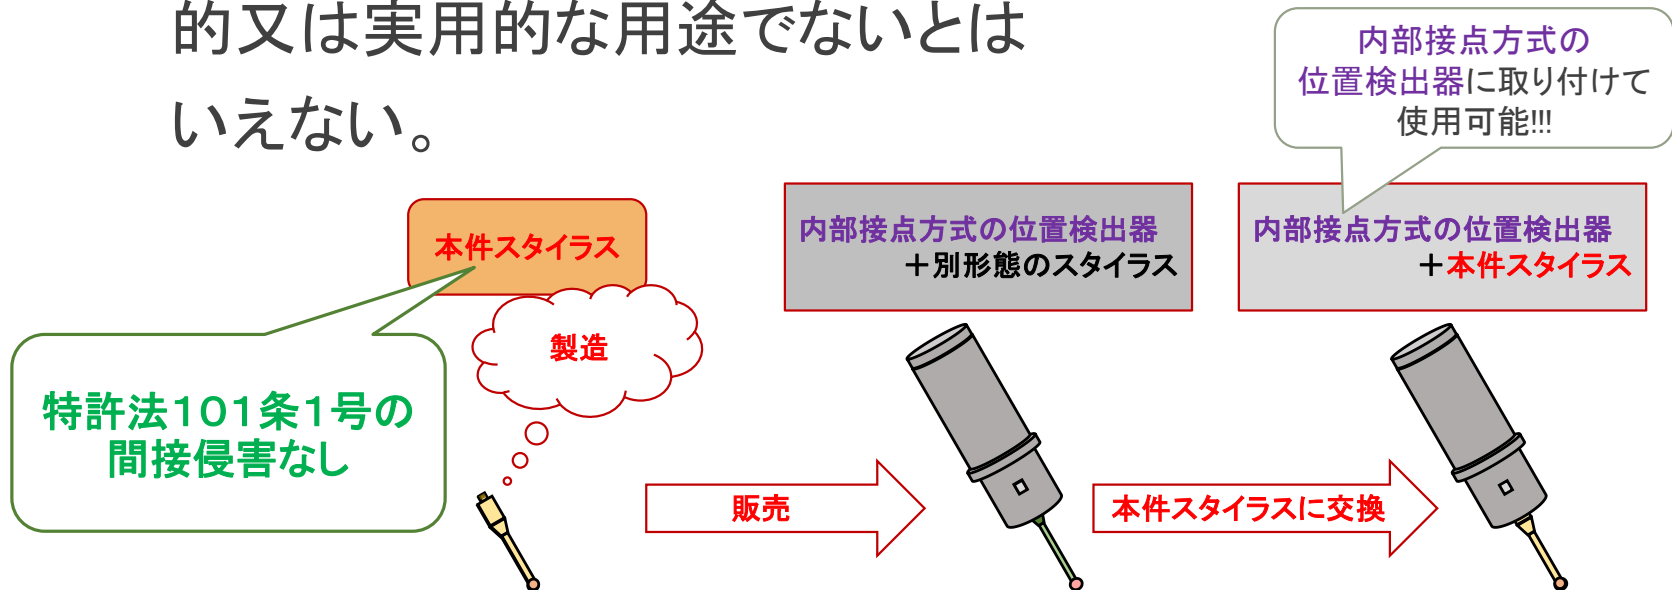 的又は実用的な用途でないとは
いえない。
内部接点方式の
位置検出器に取り付けて
使用可能!!!
本件スタイラス
内部接点方式の位置検出器
＋別形態のスタイラス
内部接点方式の位置検出器
＋本件スタイラス
製造
特許法１０１条１号の
間接侵害なし
販売
本件スタイラスに交換